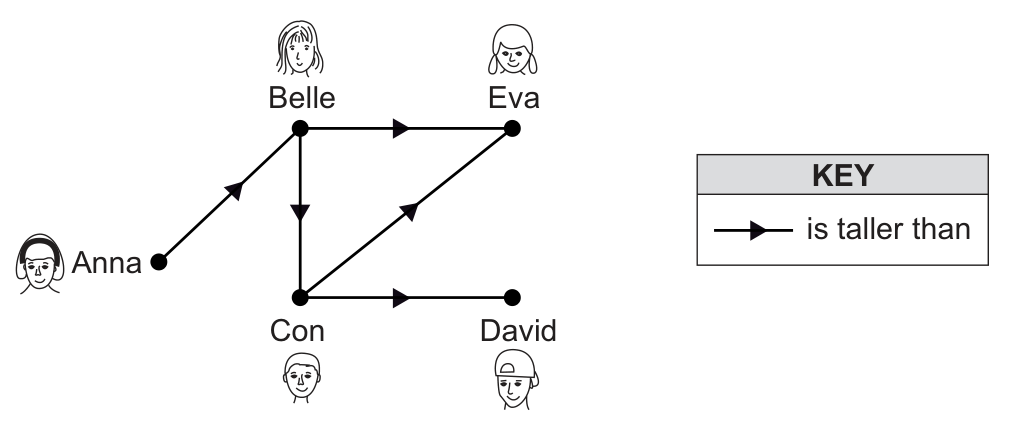 Belle
Eva
Anna
Con
David
KEY
is taller than